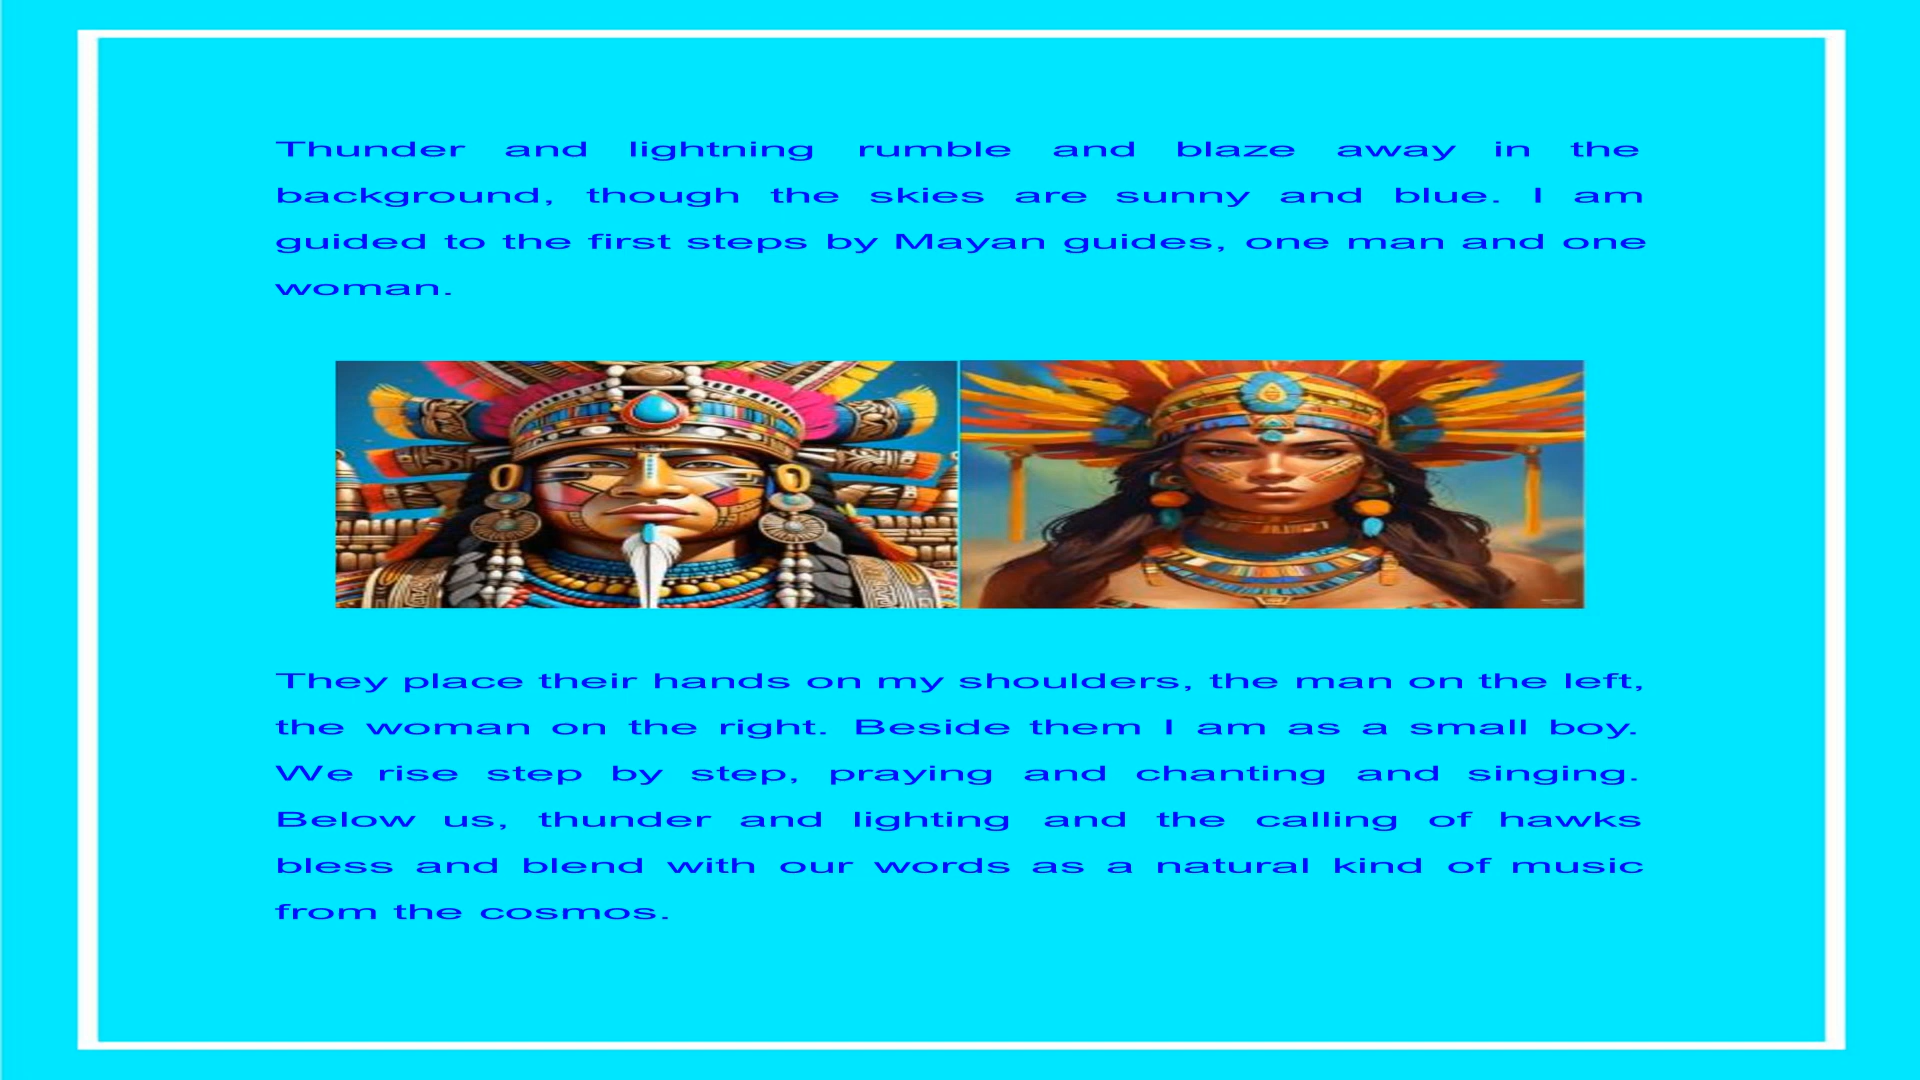 Thunder and lightning rumble and blaze away in the
background, though the skies are sunny and blue. I am
guided to the first steps by Mayan guides, one man and one
woman.
They place their hands on my shoulders, the man on the left,
the woman on the right. Beside them I am as a small boy.
We rise step by step, praying and chanting and singing.
Below us, thunder and lighting and the calling of hawks
bless and blend with our words as a natural kind of music
from the cosmos.